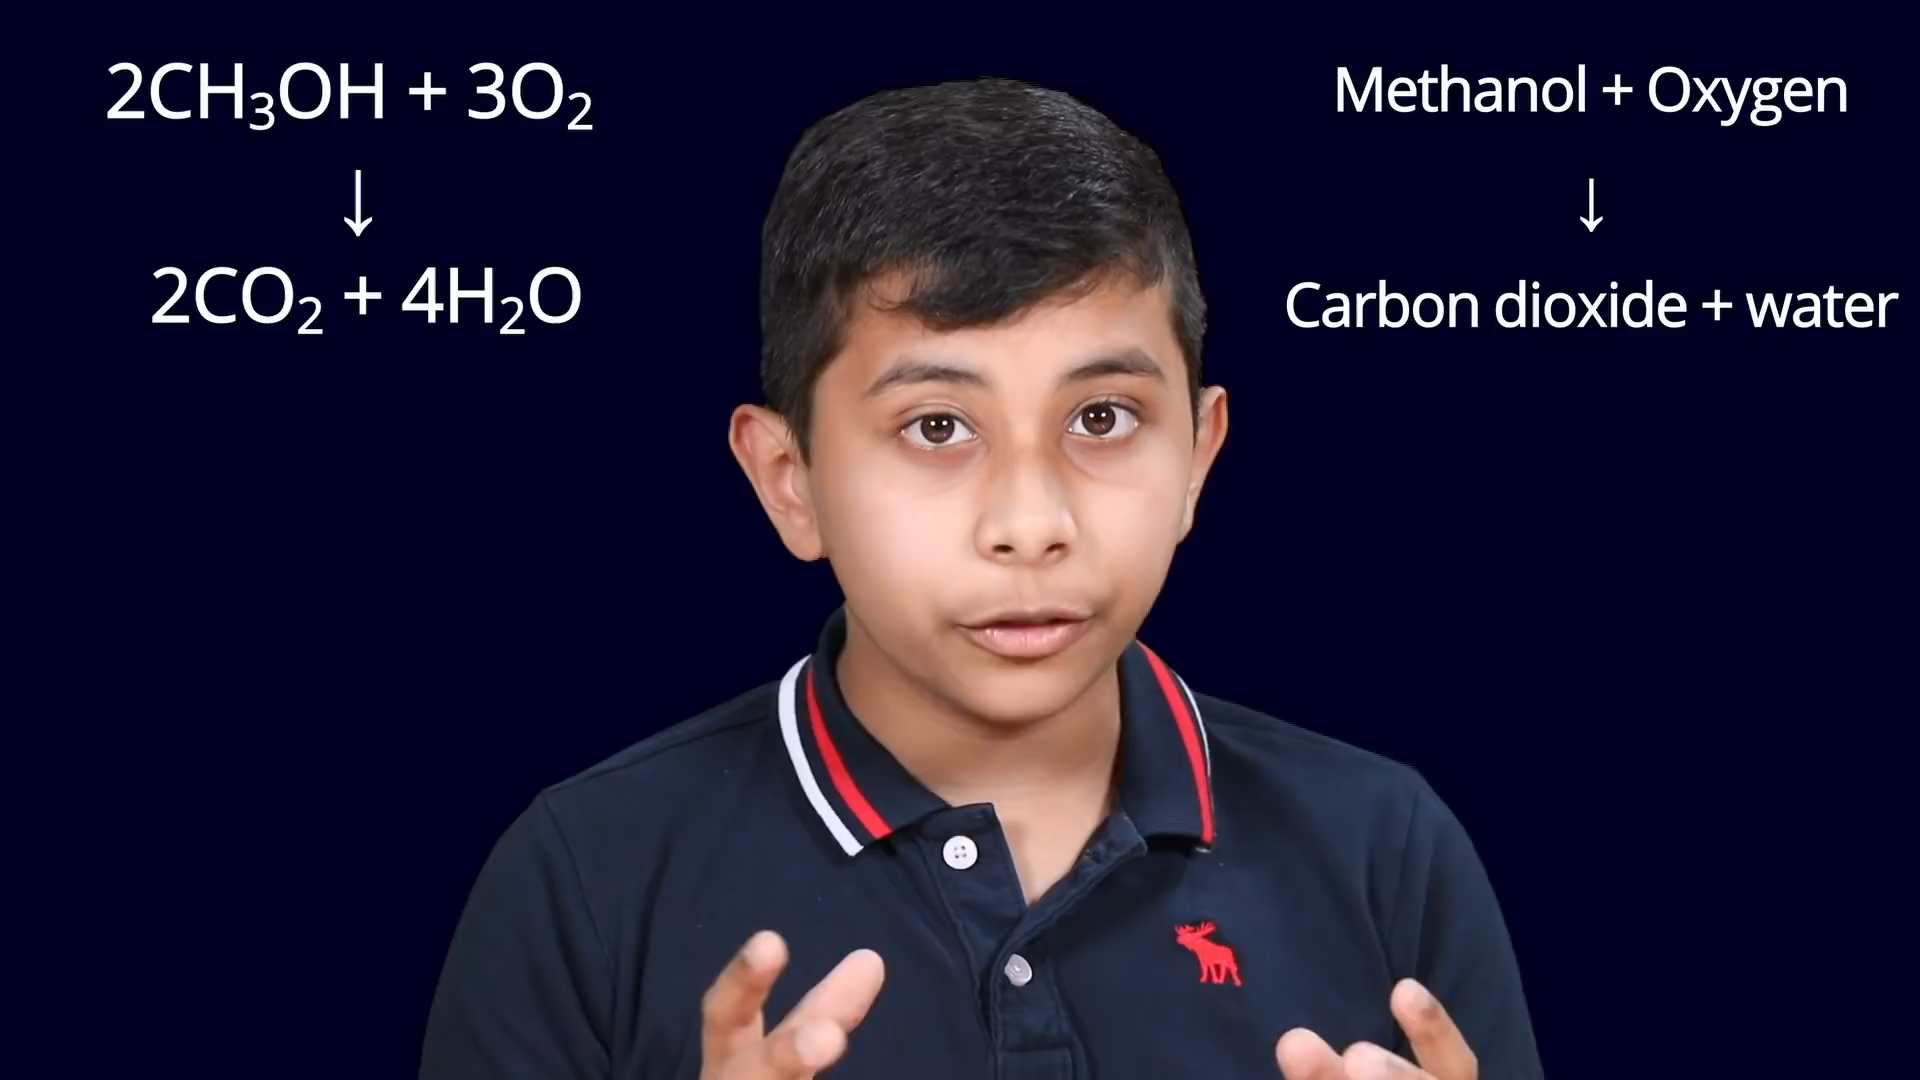 2CH₃OH + 3O₂
↓
2CO₂ + 4H₂O
Methanol + Oxygen
↓
Carbon dioxide + water